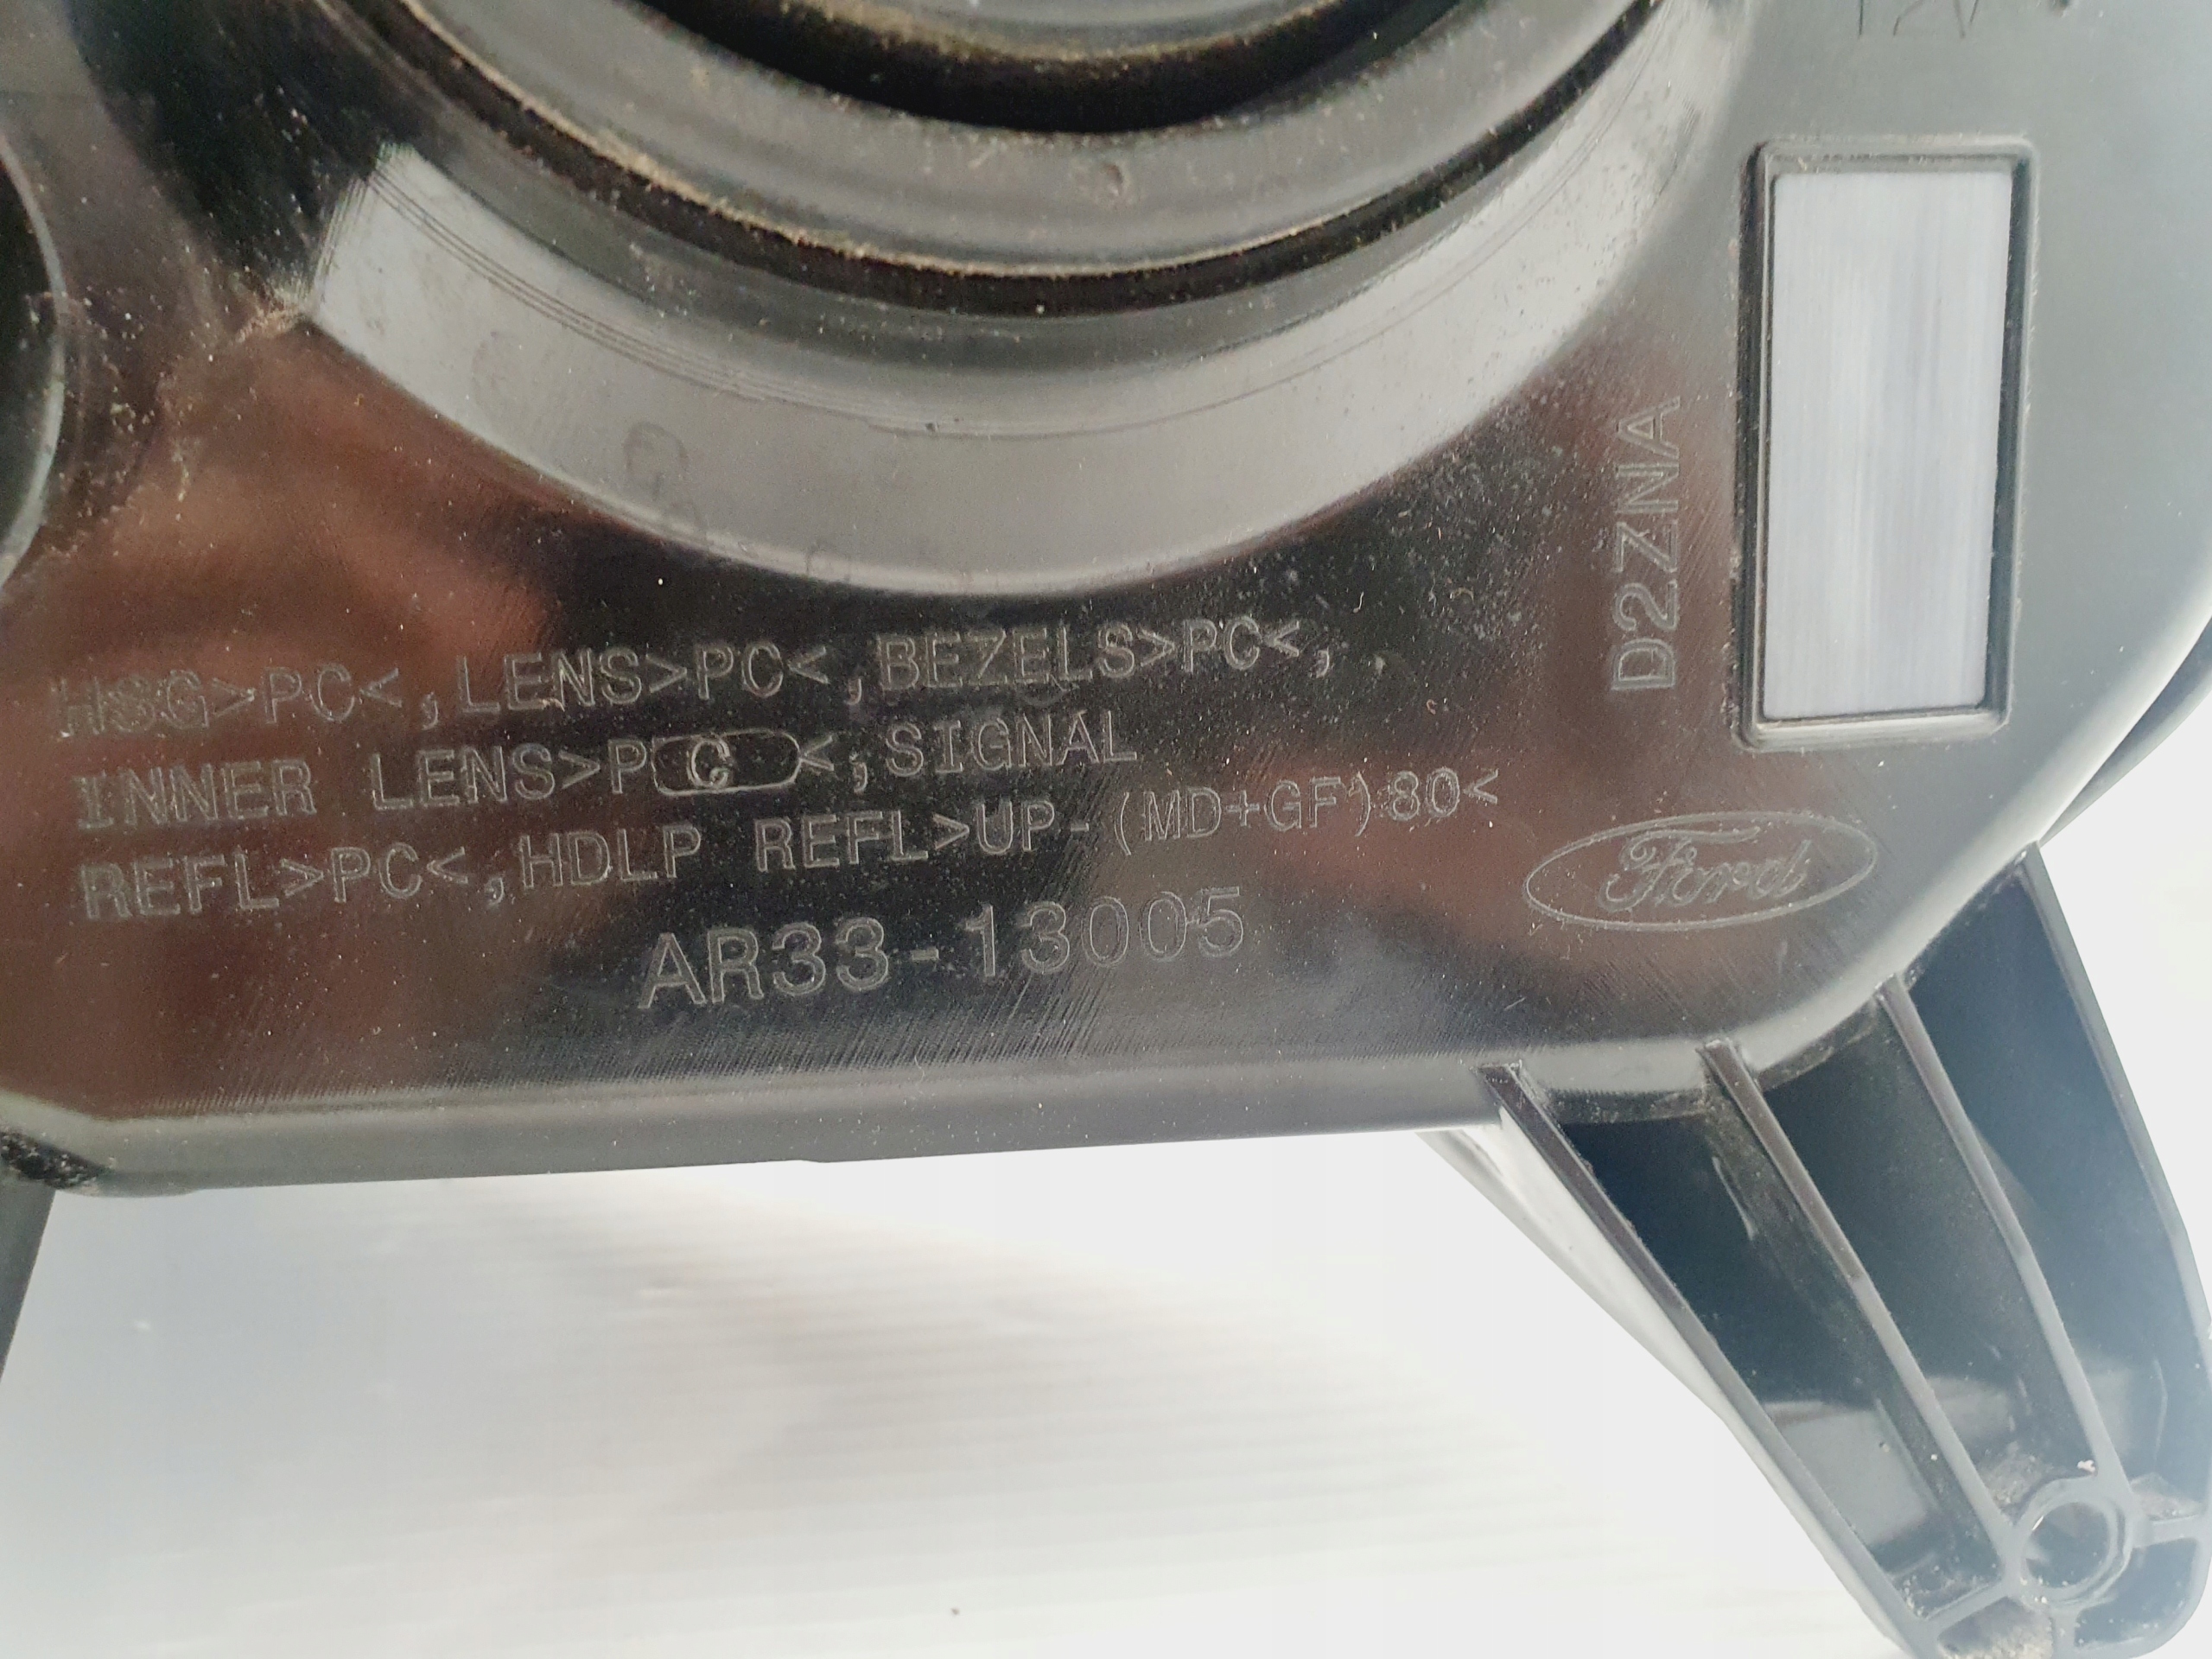 12V
D2ZNA
HSG>PC<,LENS>PC<,BEZELS>PC<,
INNER LENS>PC<,SIGNAL
REFL>PC<,HDLP REFL>UP-(MD+GF)80<
Ford
AR33-13005